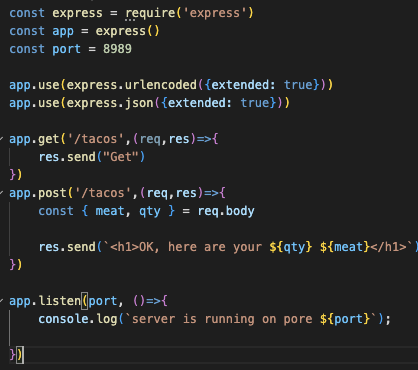 const express = require('express')
const app = express()
const port = 8989

app.use(express.urlencoded({extended: true}))
app.use(express.json({extended: true}))

app.get('/tacos',(req,res)=>{
    res.send("Get")
})
app.post('/tacos',(req,res)=>{
    const { meat, qty } = req.body

    res.send(`<h1>OK, here are your ${qty} ${meat}</h1>`)
})

app.listen(port, ()=>{
    console.log(`server is running on pore ${port}`);

})